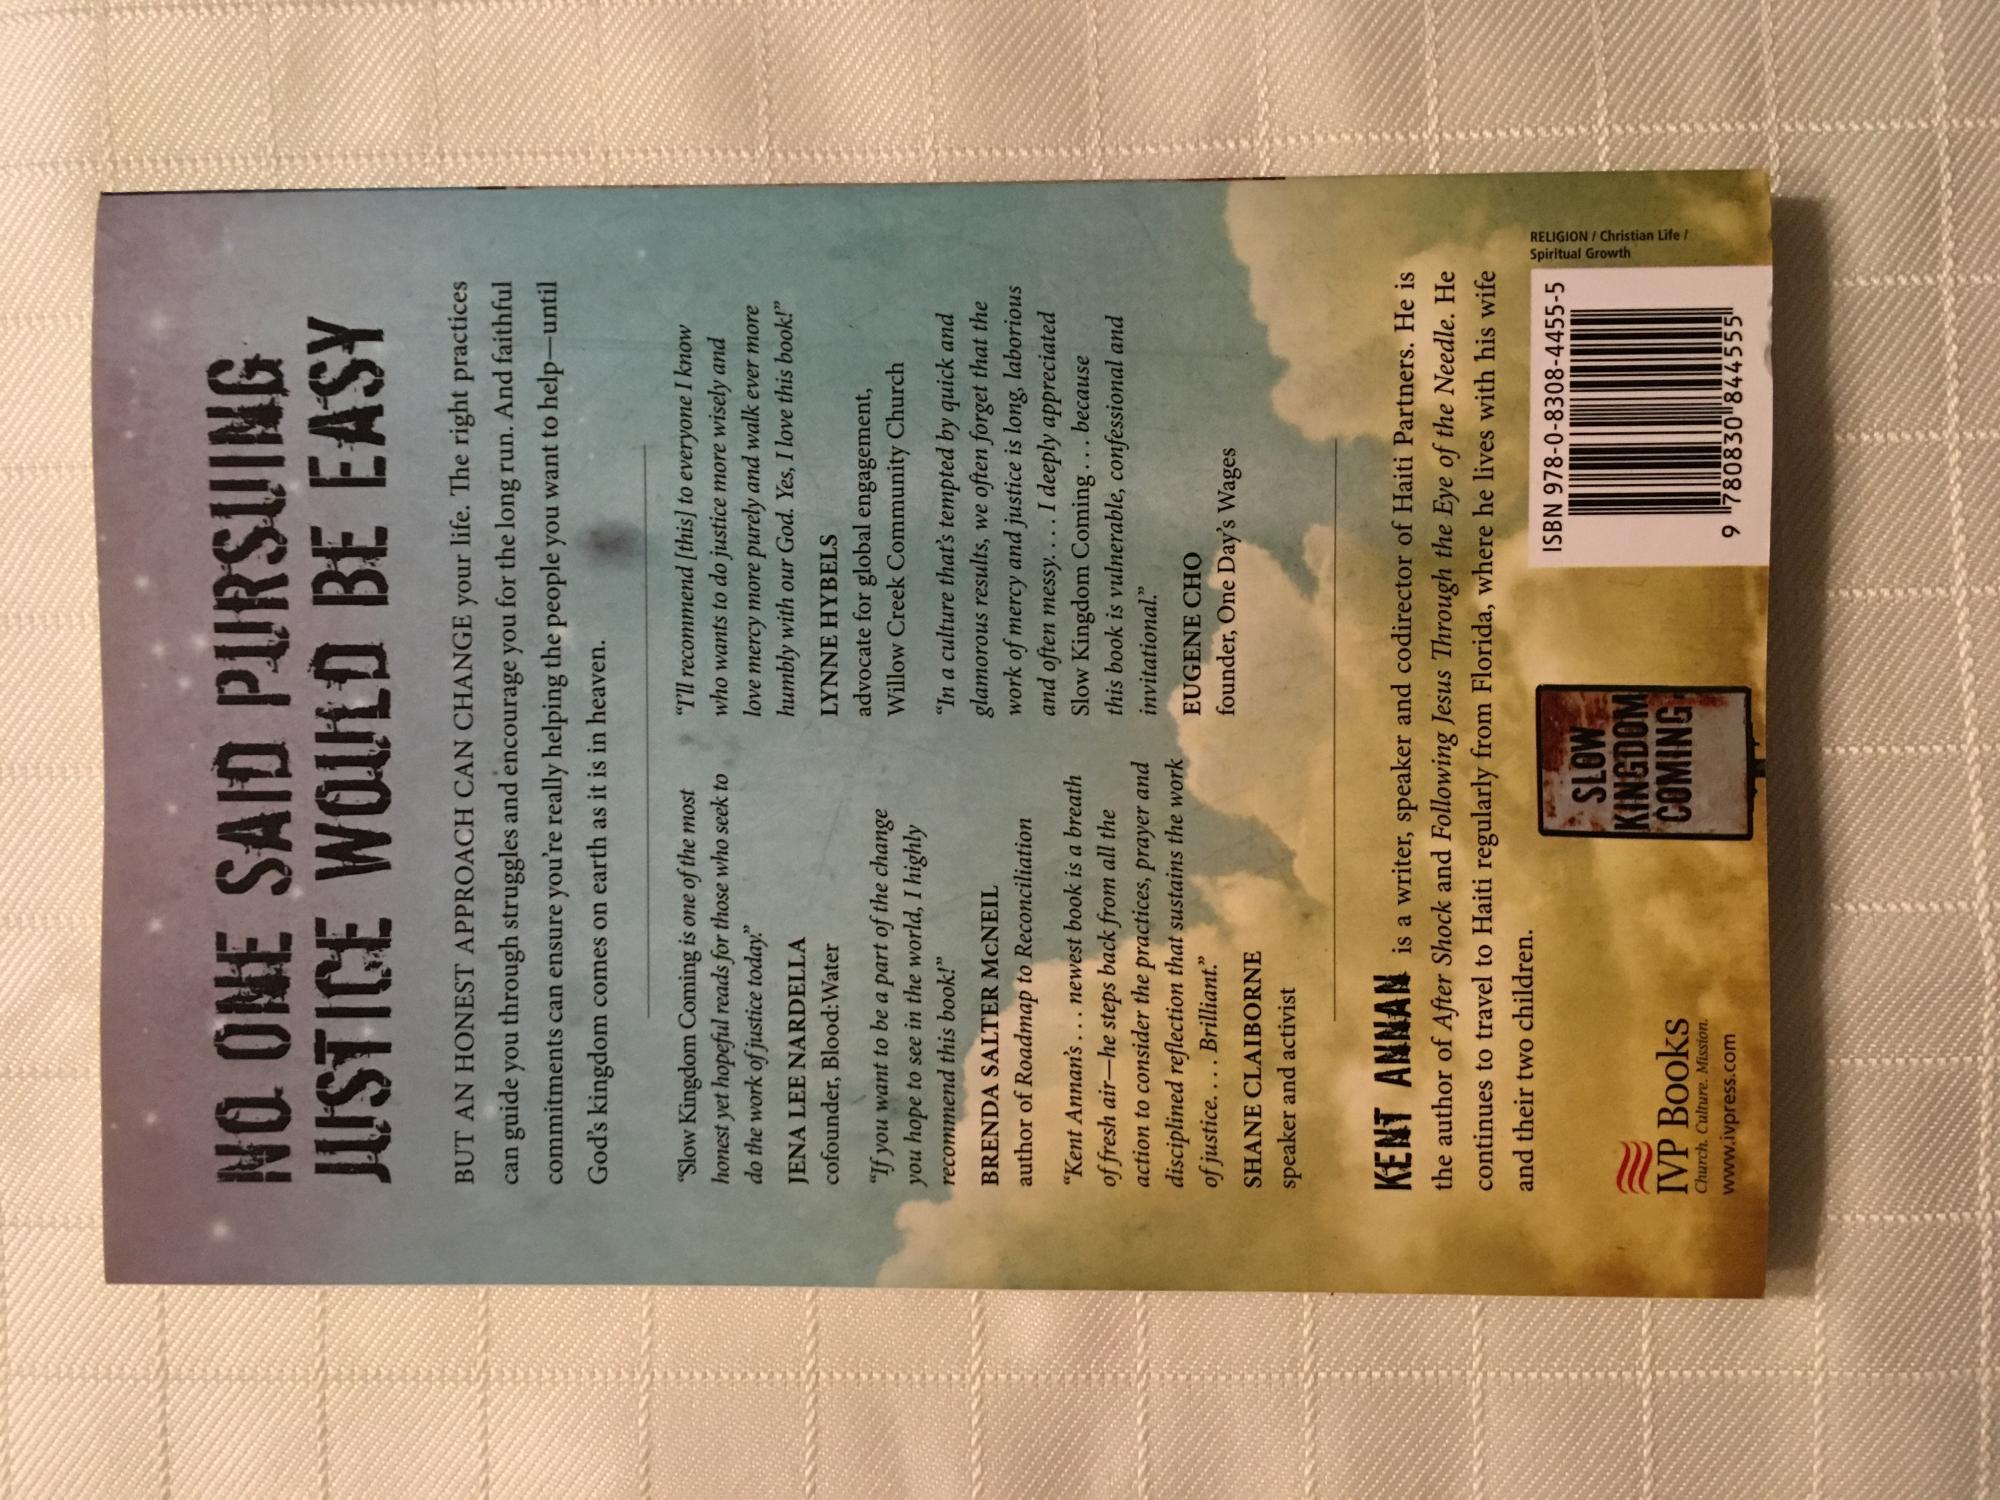 NO ONE SAID PURSUING
JUSTICE WOULD BE EASY
BUT AN HONEST APPROACH CAN CHANGE your life. The right practices
can guide you through struggles and encourage you for the long run. And faithful
commitments can ensure you're really helping the people you want to help—until
God's kingdom comes on earth as it is in heaven.
"Slow Kingdom Coming is one of the most
honest yet hopeful reads for those who seek to
do the work of justice today."
JENA LEE NARDELLA
cofounder, Blood:Water
"If you want to be a part of the change
you hope to see in the world, I highly
recommend this book!"
BRENDA SALTER McNEIL
author of Roadmap to Reconciliation
"Kent Annan's . . . newest book is a breath
of fresh air—he steps back from all the
action to consider the practices, prayer and
disciplined reflection that sustains the work
of justice. . . . Brilliant."
SHANE CLAIBORNE
speaker and activist
"I'll recommend [this] to everyone I know
who wants to do justice more wisely and
love mercy more purely and walk ever more
humbly with our God. Yes, I love this book!"
LYNNE HYBELS
advocate for global engagement,
Willow Creek Community Church
"In a culture that's tempted by quick and
glamorous results, we often forget that the
work of mercy and justice is long, laborious
and often messy. . . . I deeply appreciated
Slow Kingdom Coming . . . because
this book is vulnerable, confessional and
invitational."
EUGENE CHO
founder, One Day's Wages
KENT ANNAN is a writer, speaker and codirector of Haiti Partners. He is
the author of After Shock and Following Jesus Through the Eye of the Needle. He
continues to travel to Haiti regularly from Florida, where he lives with his wife
and their two children.
IVP Books
Church. Culture. Mission.
www.ivpress.com
SLOW
KINGDOM
COMING
RELIGION / Christian Life /
Spiritual Growth
ISBN 978-0-8308-4455-5
9 780830 844555